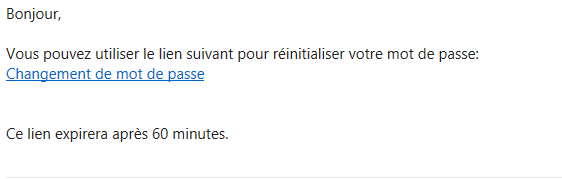 Bonjour,
Vous pouvez utiliser le lien suivant pour réinitialiser votre mot de passe:
Changement de mot de passe
Ce lien expirera après 60 minutes.